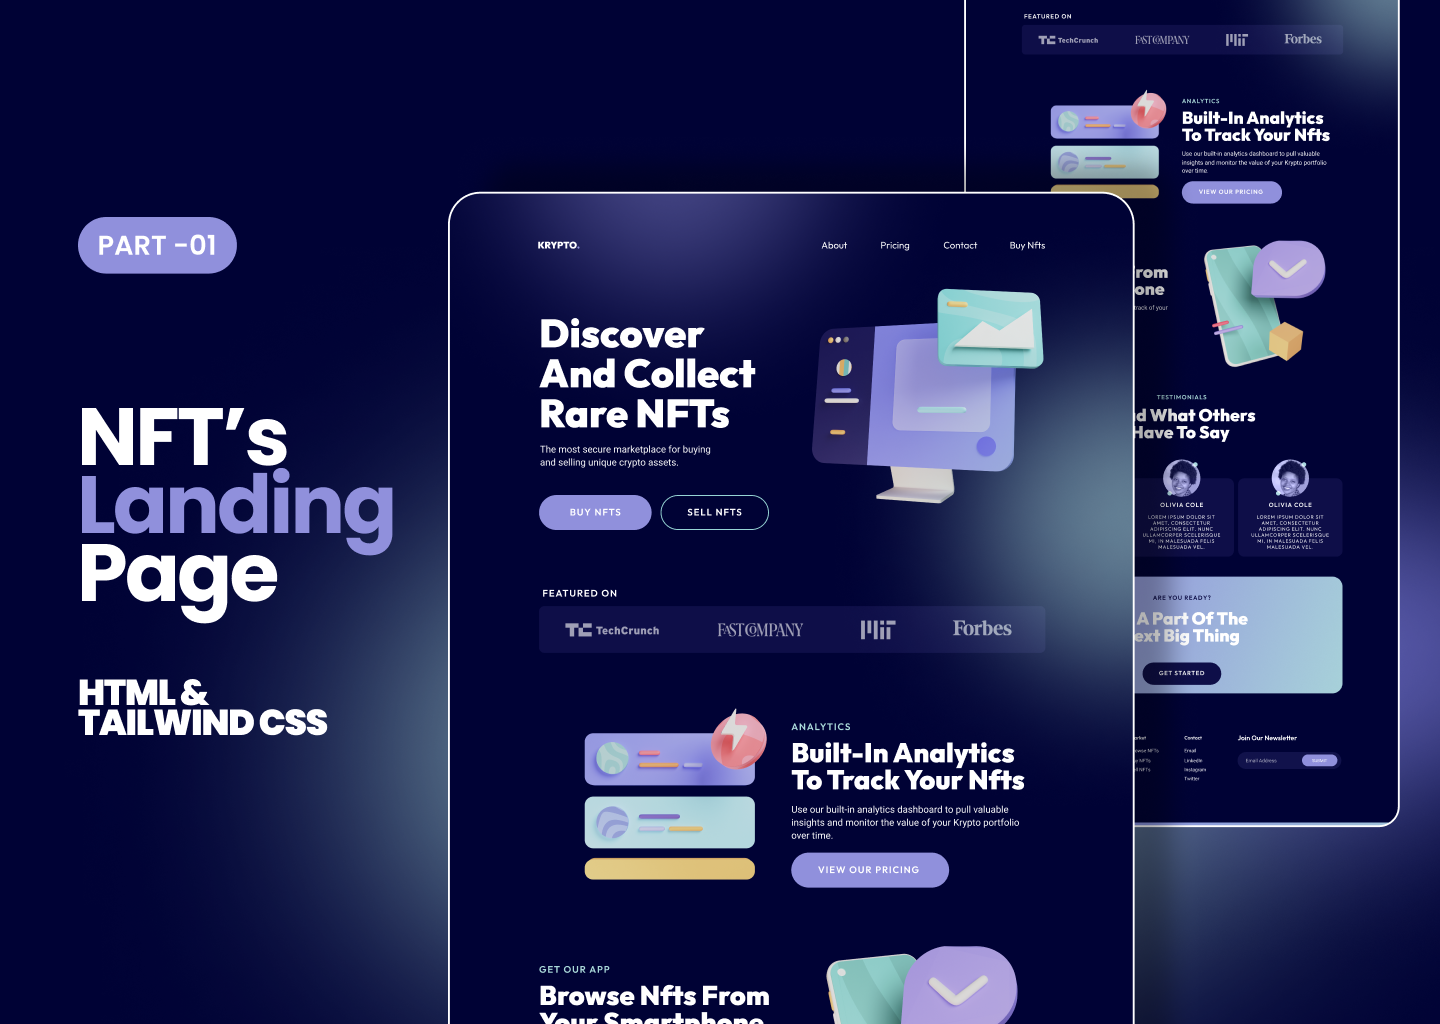 PART -01
NFT's
Landing
Page
HTML &
TAILWIND CSS
KRYPTO.
About
Pricing
Contact
Buy Nfts
Discover
And Collect
Rare NFTs
The most secure marketplace for buying
and selling unique crypto assets.
BUY NFTS
SELL NFTS
FEATURED ON
TC TechCrunch
FAST COMPANY
MIT
Forbes
ANALYTICS
Built-In Analytics
To Track Your Nfts
Use our built-in analytics dashboard to pull valuable
insights and monitor the value of your Krypto portfolio
over time.
VIEW OUR PRICING
GET OUR APP
Browse Nfts From
Your Smartphone
FEATURED ON
TC TechCrunch
FAST COMPANY
MIT
Forbes
ANALYTICS
Built-In Analytics
To Track Your Nfts
Use our built-in analytics dashboard to pull valuable
insights and monitor the value of your Krypto portfolio
over time.
VIEW OUR PRICING
rom
one
track of your
TESTIMONIALS
d What Others
Have To Say
OLIVIA COLE
LOREM IPSUM DOLOR SIT
AMET, CONSECTETUR
ADIPISCING ELIT. NUNC
ULLAMCORPER SCELERISQUE
MI, IN MALESUADA FELIS
MALESUADA VEL.
OLIVIA COLE
LOREM IPSUM DOLOR SIT
AMET, CONSECTETUR
ADIPISCING ELIT. NUNC
ULLAMCORPER SCELERISQUE
MI, IN MALESUADA FELIS
MALESUADA VEL.
ARE YOU READY?
A Part Of The
ext Big Thing
GET STARTED
Contact
Email
LinkedIn
Instagram
Twitter
Join Our Newsletter
Email Address